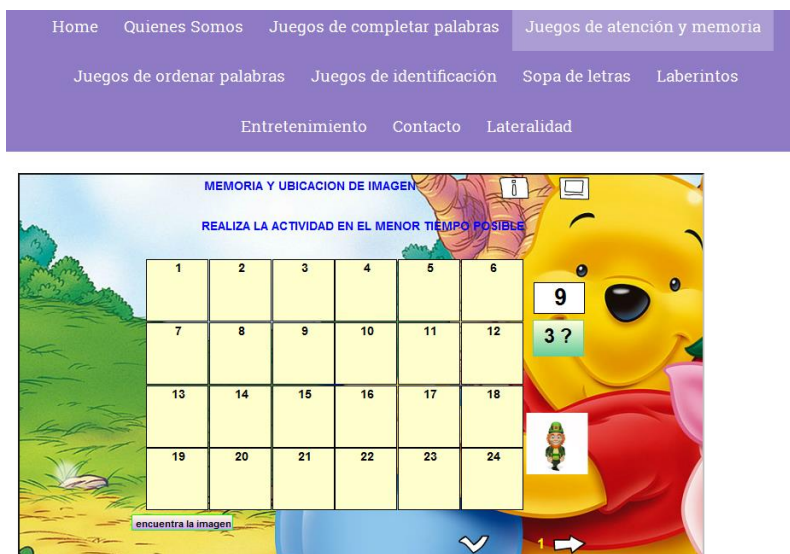 Home Quienes Somos Juegos de completar palabras Juegos de atención y memoria
Juegos de ordenar palabras Juegos de identificación Sopa de letras Laberintos
Entretenimiento Contacto Lateralidad
MEMORIA Y UBICACION DE IMAGEN
i
REALIZA LA ACTIVIDAD EN EL MENOR TIEMPO POSIBLE
1 2 3 4 5 6
9
7 8 9 10 11 12
3 ?
13 14 15 16 17 18
19 20 21 22 23 24
encuentra la imagen
1